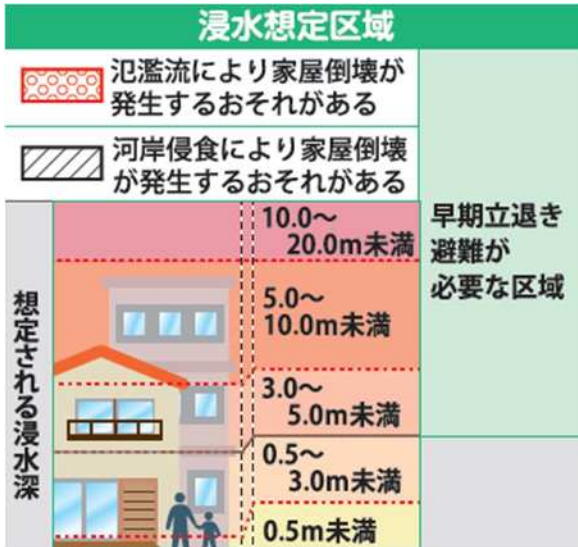 浸水想定区域
氾濫流により家屋倒壊が
発生するおそれがある
河岸侵食により家屋倒壊
が発生するおそれがある
早期立退き
避難が
必要な区域
想定される浸水深
10.0～
20.0m未満
5.0～
10.0m未満
3.0～
5.0m未満
0.5～
3.0m未満
0.5m未満